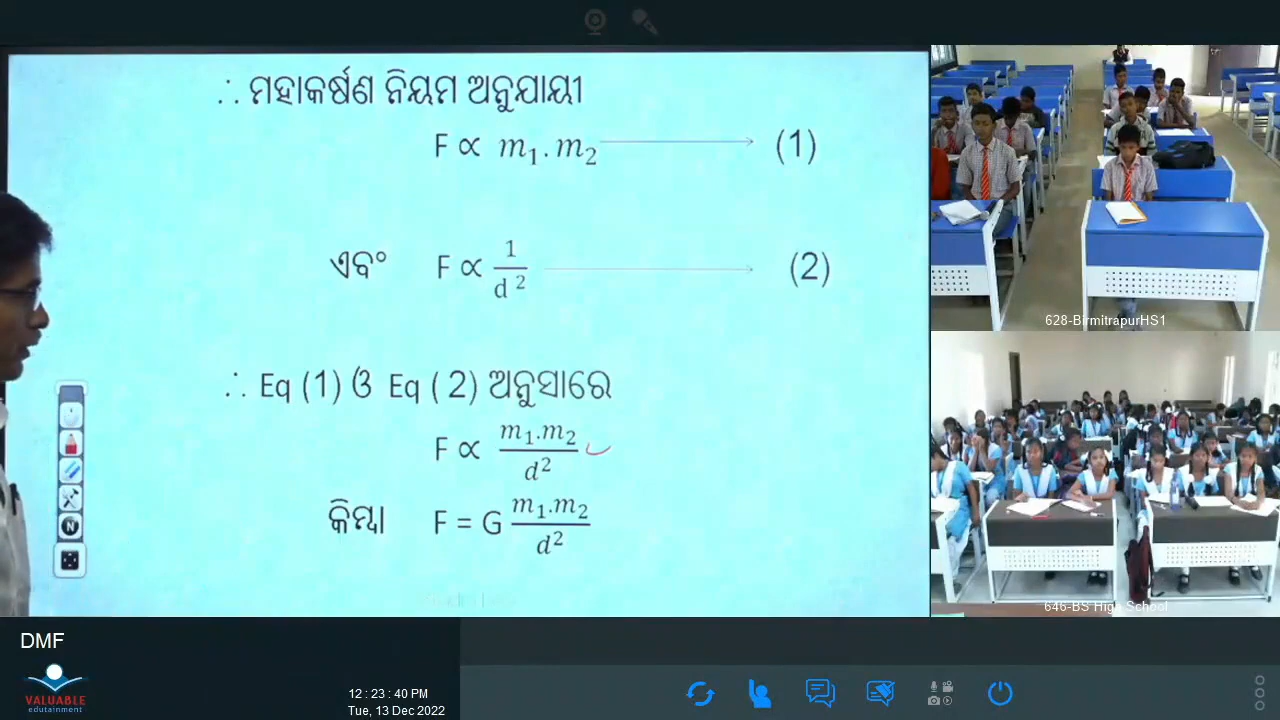 ∴ ମହାକର୍ଷଣ ନିୟମ ଅନୁଯାୟୀ
F ∝ m₁.m₂ → (1)
ଏବଂ F ∝ 1/d² → (2)
∴ Eq (1) ଓ Eq (2) ଅନୁସାରେ
F ∝ m₁.m₂/d²
କିମ୍ବା F = G m₁.m₂/d²
N
628-BirmitrapurHS1
646-BS High School
DMF
VALUABLE
edutainment
12:23:40 PM
Tue, 13 Dec 2022